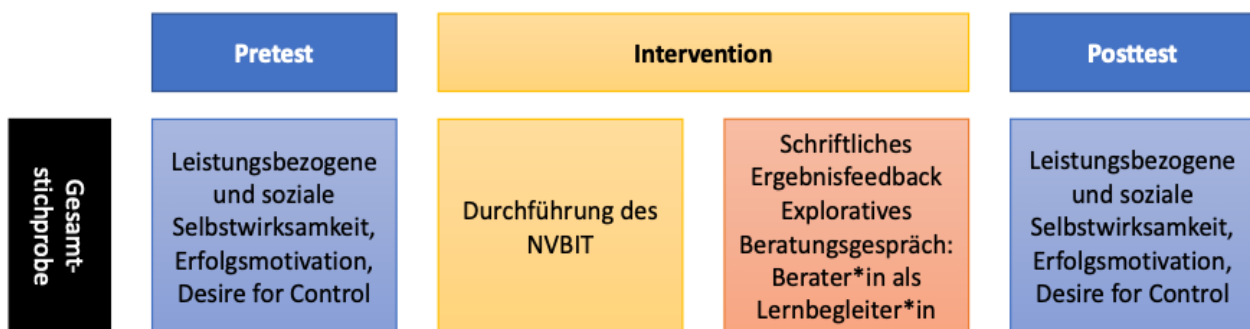 Pretest
Intervention
Posttest
Gesamt-
stichprobe
Leistungsbezogene
und soziale
Selbstwirksamkeit,
Erfolgsmotivation,
Desire for Control
Durchführung des
NVBIT
Schriftliches
Ergebnisfeedback
Exploratives
Beratungsgespräch:
Berater*in als
Lernbegleiter*in
Leistungsbezogene
und soziale
Selbstwirksamkeit,
Erfolgsmotivation,
Desire for Control